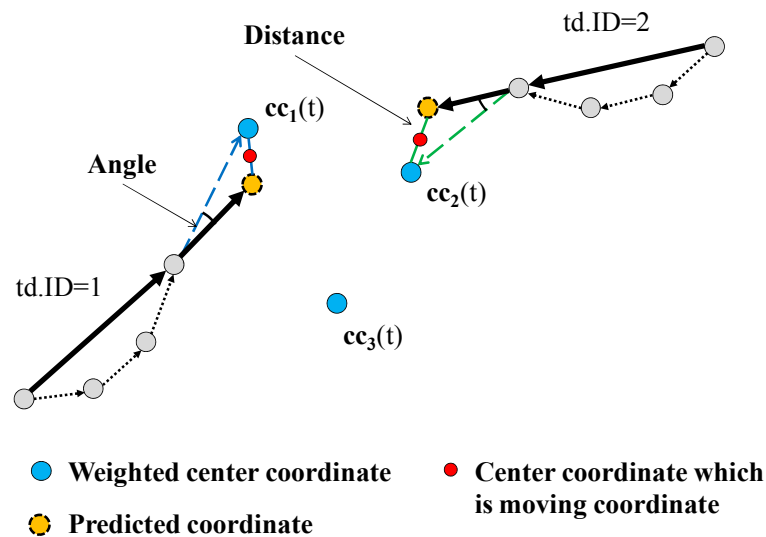 Distance
td.ID=2
cc1(t)
Angle
cc2(t)
td.ID=1
cc3(t)
Weighted center coordinate
Predicted coordinate
Center coordinate which
is moving coordinate